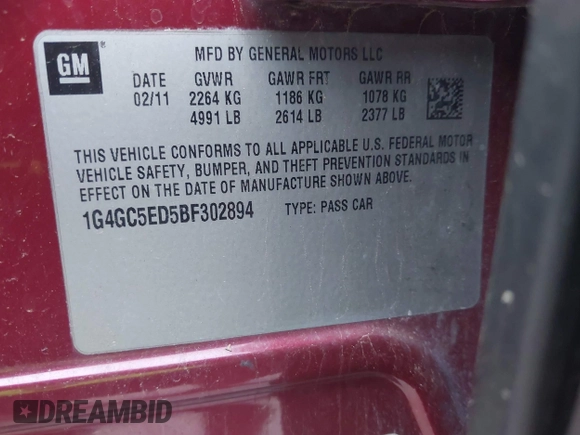 GM
MFD BY GENERAL MOTORS LLC
DATE GVWR GAWR FRT GAWR RR
02/11 2264 KG 1186 KG 1078 KG
4991 LB 2614 LB 2377 LB
THIS VEHICLE CONFORMS TO ALL APPLICABLE U.S. FEDERAL MOTOR
VEHICLE SAFETY, BUMPER, AND THEFT PREVENTION STANDARDS IN
EFFECT ON THE DATE OF MANUFACTURE SHOWN ABOVE.
1G4GC5ED5BF302894 TYPE: PASS CAR
DREAMBID